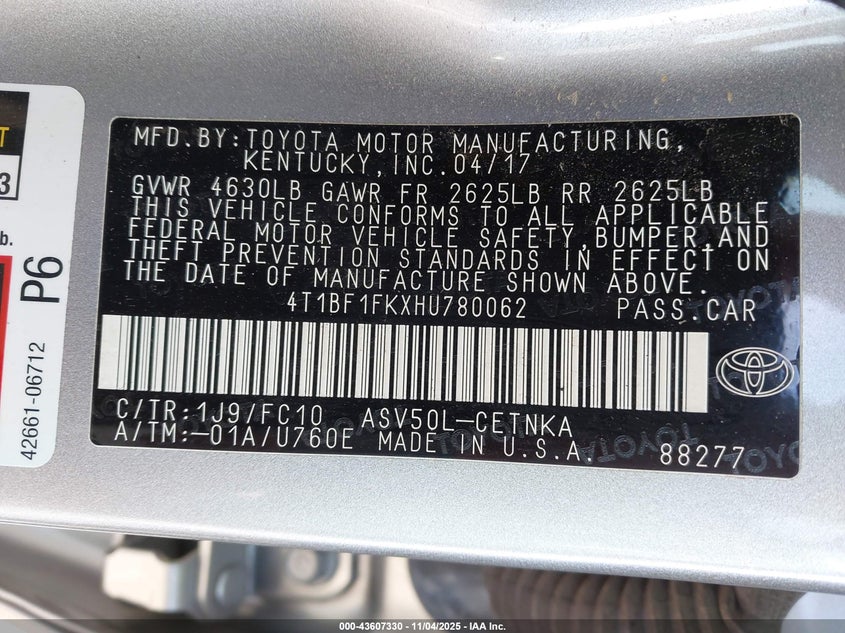 MFD.BY:TOYOTA MOTOR MANUFACTURING,
KENTUCKY,INC.04/17
GVWR 4630LB GAWR FR 2625LB RR 2625LB
THIS VEHICLE CONFORMS TO ALL APPLICABLE
FEDERAL MOTOR VEHICLE SAFETY,BUMPER,AND
THEFT PREVENTION STANDARDS IN EFFECT ON
THE DATE OF MANUFACTURE SHOWN ABOVE.
4T1BF1FKXHU780062 PASS.CAR
C/TR:1J9/FC10 ASV50L-CETNKA
A/TM:-01A/U760E MADE IN U.S.A.
88277
TOYOTA
T
3
b.
P6
42661-06712
000-43607330 - 11/04/2025 - IAA Inc.